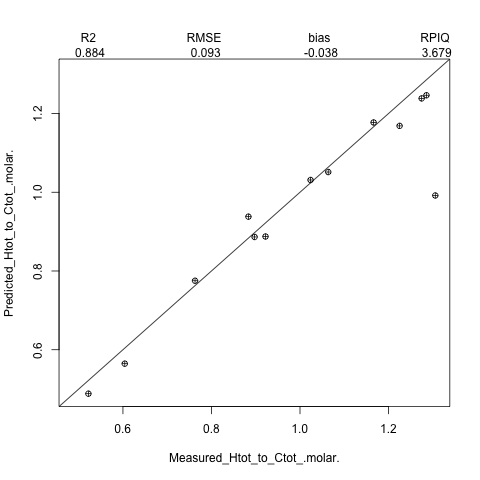 R2 RMSE bias RPIQ
0.884 0.093 -0.038 3.679
Predicted_Htot_to_Ctot_.molar.
1.2
1.0
0.8
0.6
0.6 0.8 1.0 1.2
Measured_Htot_to_Ctot_.molar.